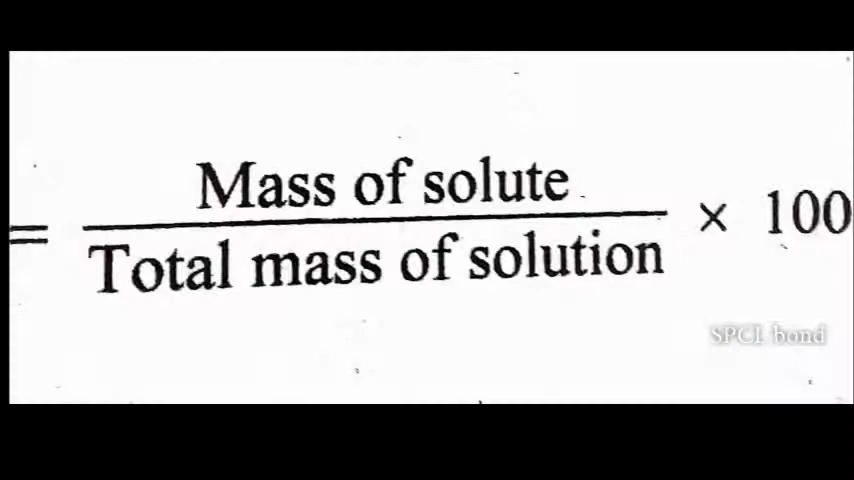 Mass of solute
= Total mass of solution × 100
SPCL bond